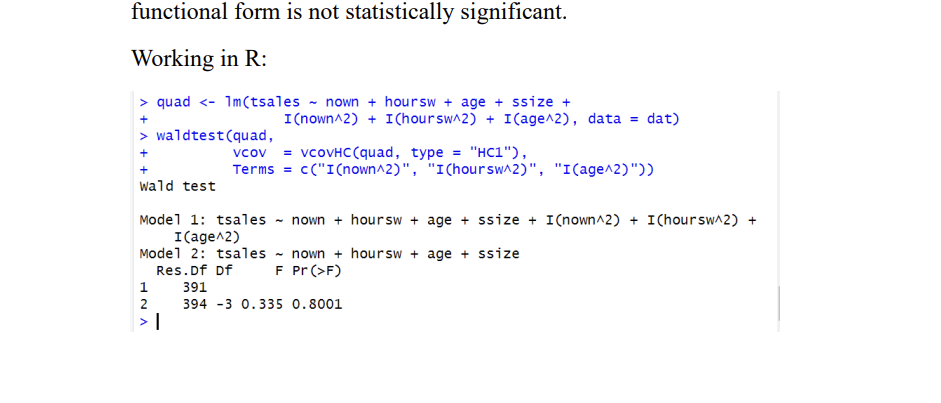 functional form is not statistically significant.
Working in R:
> quad <- lm(tsales ~ nown + hoursw + age + ssize +
+ I(nown^2) + I(hoursw^2) + I(age^2), data = dat)
> waldtest(quad,
+ vcov = vcovHC(quad, type = "HC1"),
+ Terms = c("I(nown^2)", "I(hoursw^2)", "I(age^2)"))
Wald test
Model 1: tsales ~ nown + hoursw + age + ssize + I(nown^2) + I(hoursw^2) +
I(age^2)
Model 2: tsales ~ nown + hoursw + age + ssize
Res.Df Df F Pr(>F)
1 391
2 394 -3 0.335 0.8001
>